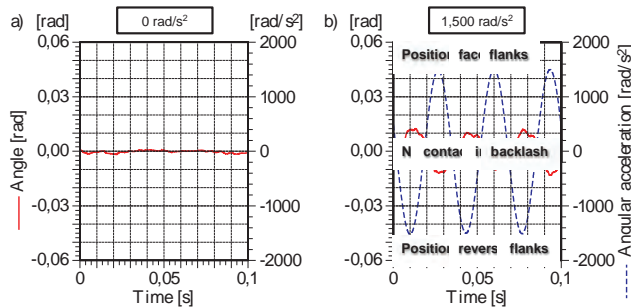 a) [rad] 0 rad/s² [rad/s²]
b) [rad] 1,500 rad/s²
0,06 2000
0,06 2000
Position face flanks
0,03 1000
0,03 1000
Angle [rad]
0,00 0
0,00 0
contac backlash
-0,03 -1000
-0,03 -1000
Position revers flanks
-0,06 -2000
-0,06 -2000
0 0,05 0,1
0 0,05 0,1
Time [s]
Time [s]
Angular acceleration [rad/s²]